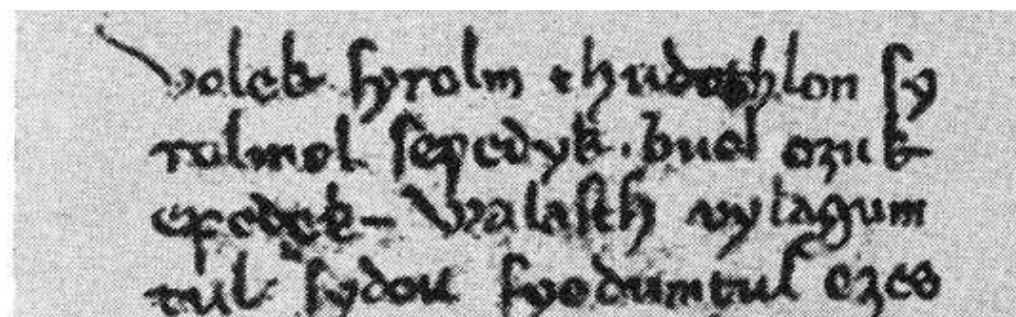 volek ſyrolm thudothlon ſy
rolmol ſepedyk. buol ozuk
epedek- Walaſth vylagum
tul ſydou fyodumtul ezes